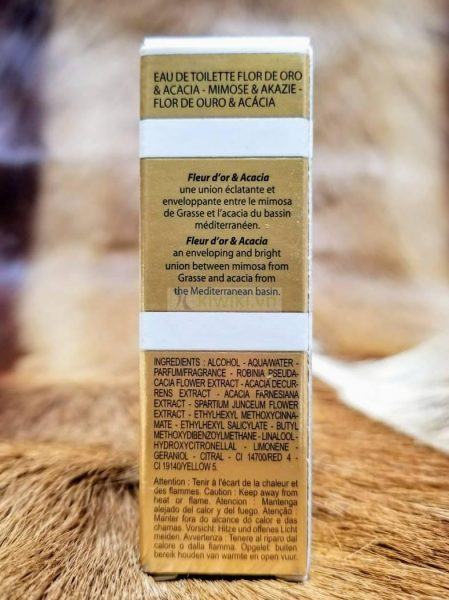 EAU DE TOILETTE FLOR DE ORO
& ACACIA - MIMOSE & AKAZIE -
FLOR DE OURO & ACÁCIA
Fleur d'or & Acacia
une union éclatante et
enveloppante entre le mimosa
de Grasse et l'acacia du bassin
méditerranéen.
Fleur d'or & Acacia
an enveloping and bright
union between mimosa from
Grasse and acacia from
the Mediterranean basin.
kiwiki.vn
INGREDIENTS : ALCOHOL - AQUA/WATER -
PARFUM/FRAGRANCE - ROBINIA PSEUDA-
CACIA FLOWER EXTRACT - ACACIA DECUR-
RENS EXTRACT - ACACIA FARNESIANA
EXTRACT - SPARTIUM JUNCEUM FLOWER
EXTRACT - ETHYLHEXYL METHOXYCINNA-
MATE - ETHYLHEXYL SALICYLATE - BUTYL
METHOXYDIBENZOYLMETHANE-LINALOOL-
HYDROXYCITRONELLAL - LIMONENE -
GERANIOL - CITRAL - CI 14700/RED 4 -
CI 19140/YELLOW 5.
Attention : Tenir à l'écart de la chaleur et
des flammes. Caution : Keep away from
heat or flame. Atencion : Mantenga
alejado del calor y del fuego. Atenção :
Manter fora do alcance do calor e das
chamas. Vorsicht: Hitze und offenes Licht
meiden. Avvertenza : Tenere al riparo dal
calore o dalla fiamma. Opgelet: buiten
bereik houden van warmte en open vuur.